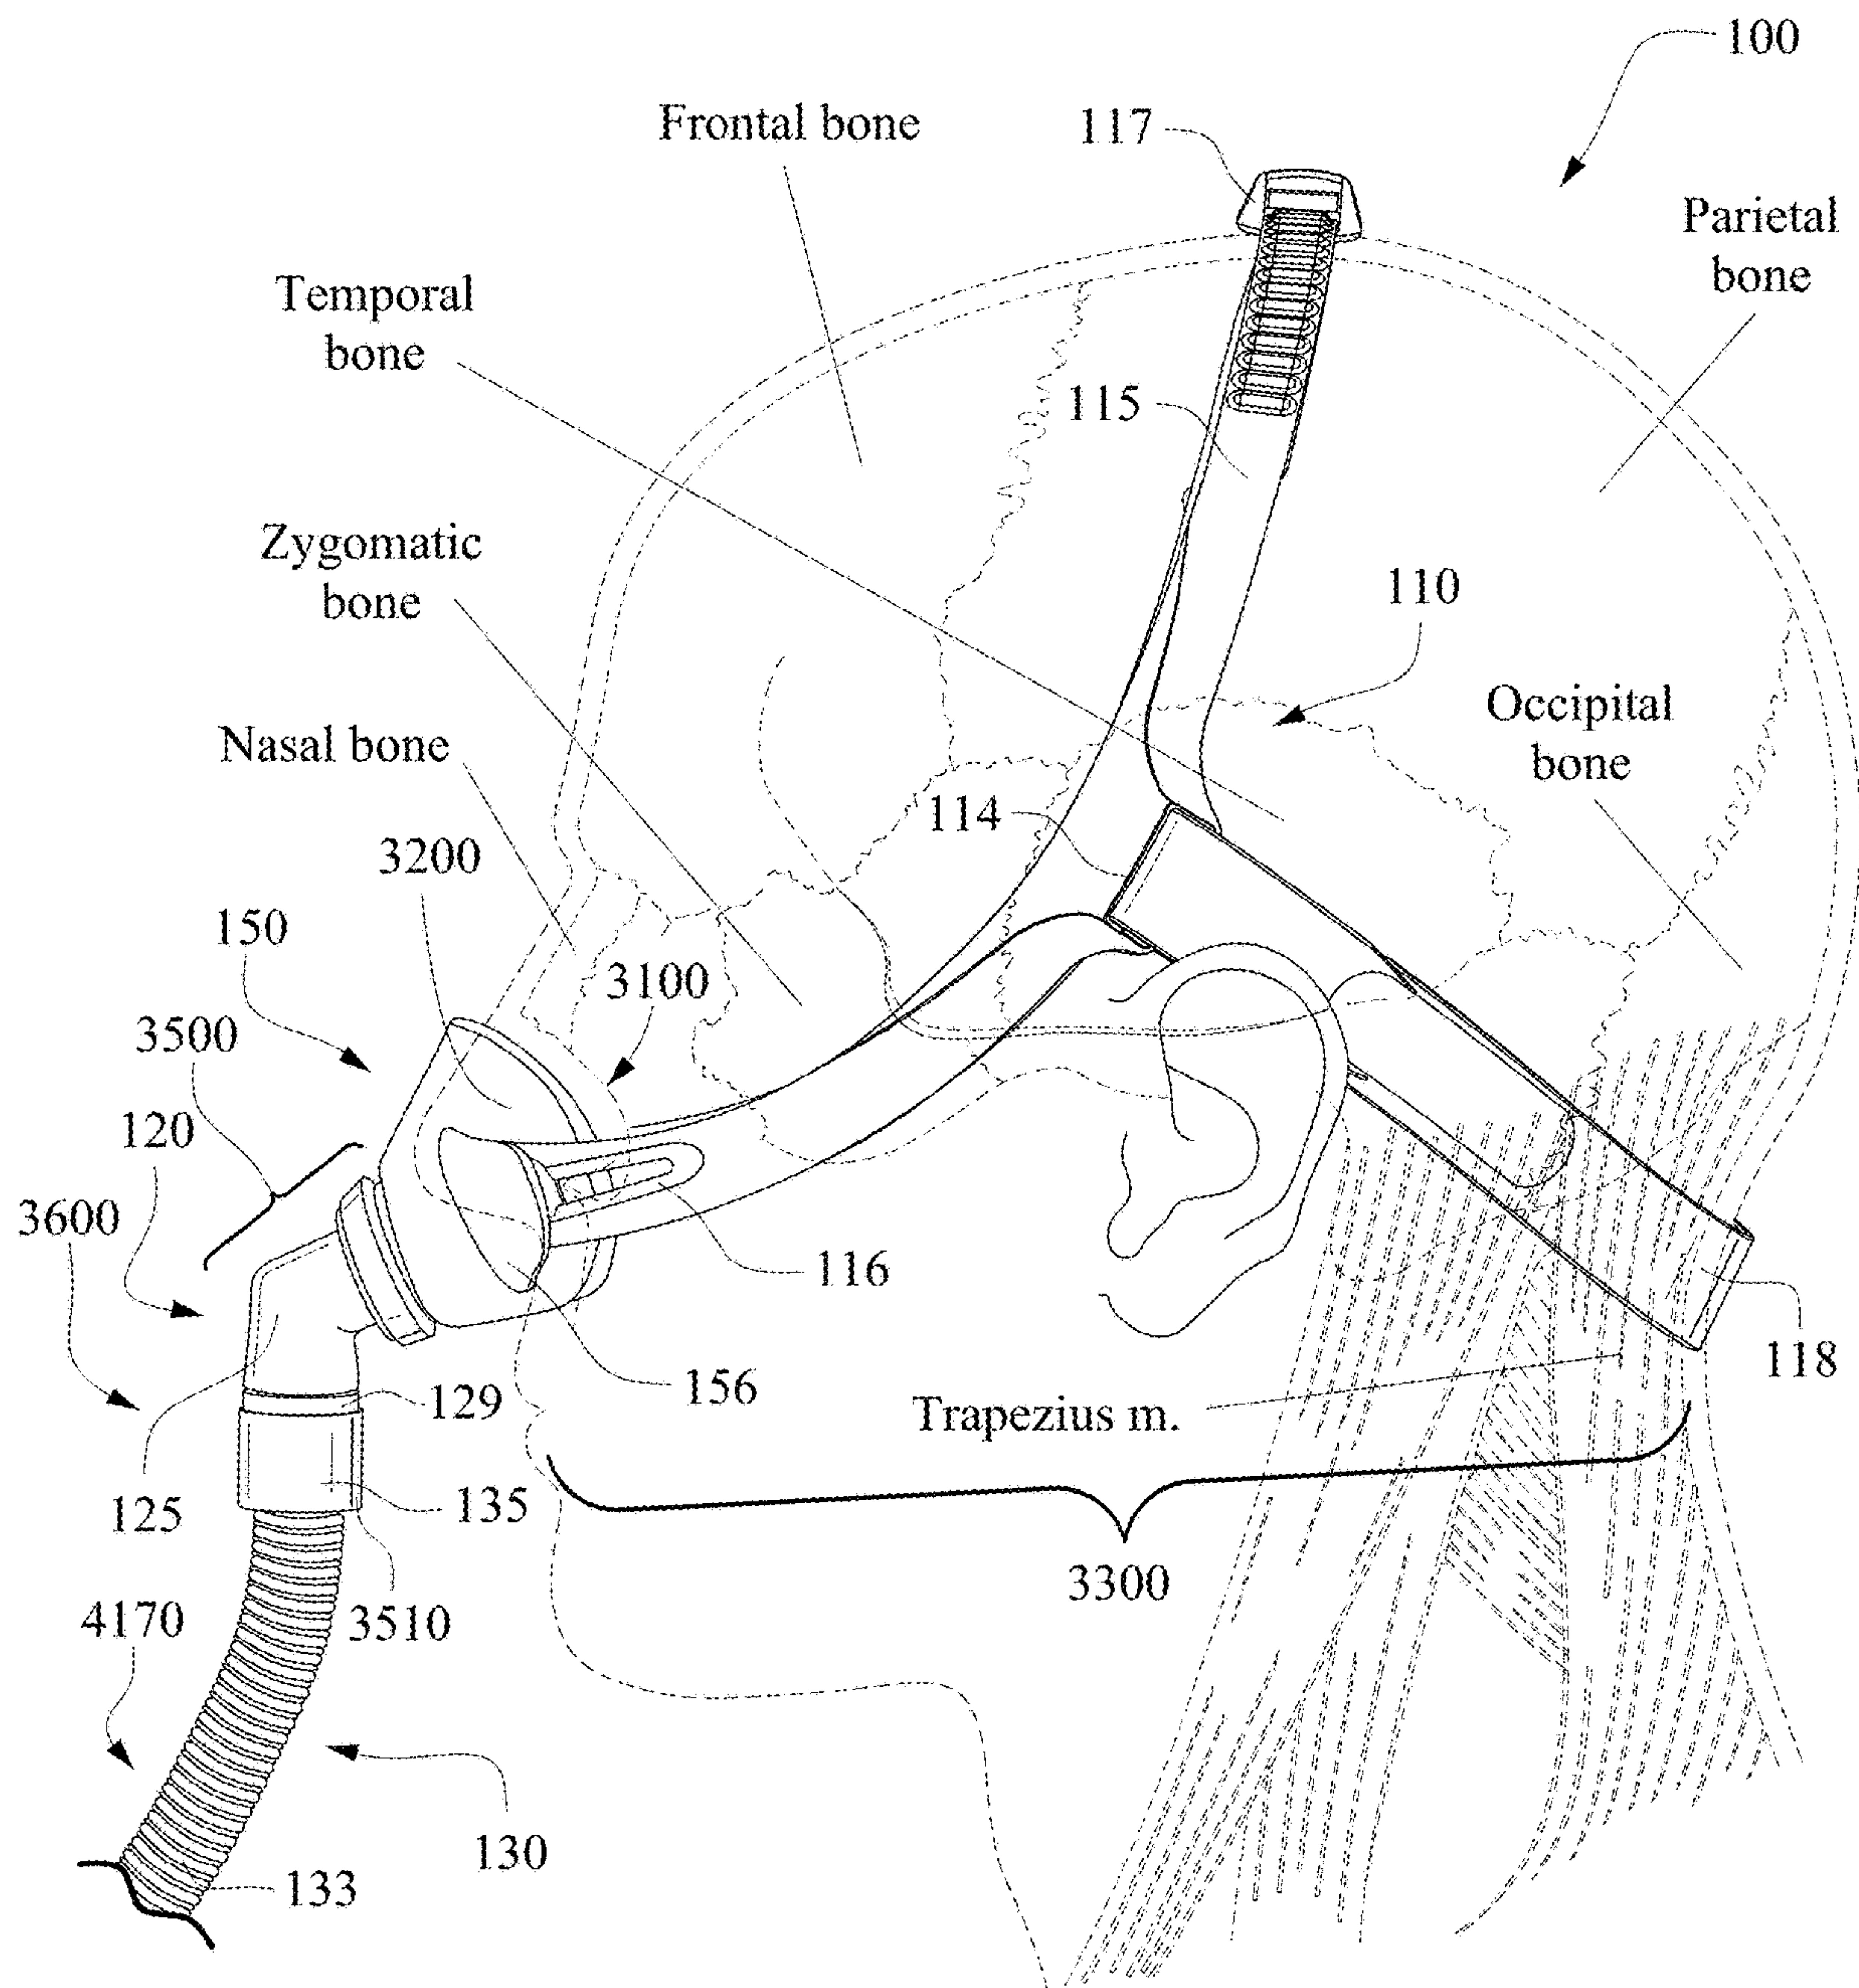 100
Frontal bone
117
Parietal
bone
Temporal
bone
115
Zygomatic
bone
110
Occipital
bone
Nasal bone
114
3200
150
3100
3500
120
3600
116
118
156
129
Trapezius m.
125
135
3300
3510
4170
130
133